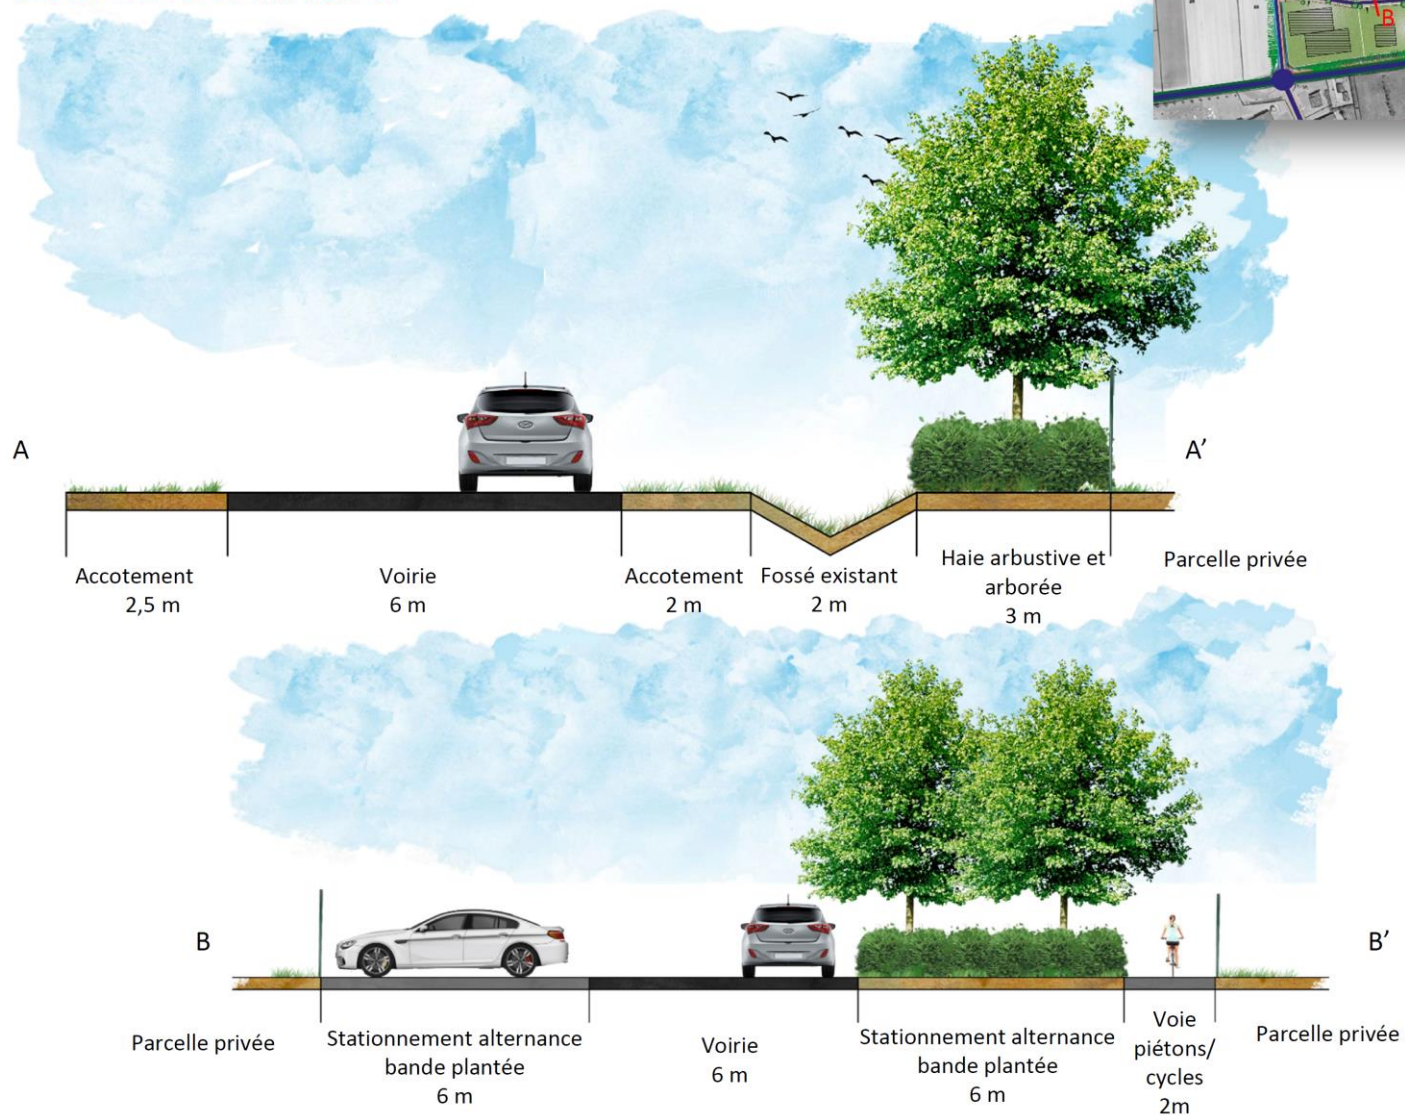 B
A
A’
Accotement
2,5 m
Voirie
6 m
Accotement
2 m
Fossé existant
2 m
Haie arbustive et
arborée
3 m
Parcelle privée
B
B’
Parcelle privée
Stationnement alternance
bande plantée
6 m
Voirie
6 m
Stationnement alternance
bande plantée
6 m
Voie
piétons/
cycles
2m
Parcelle privée